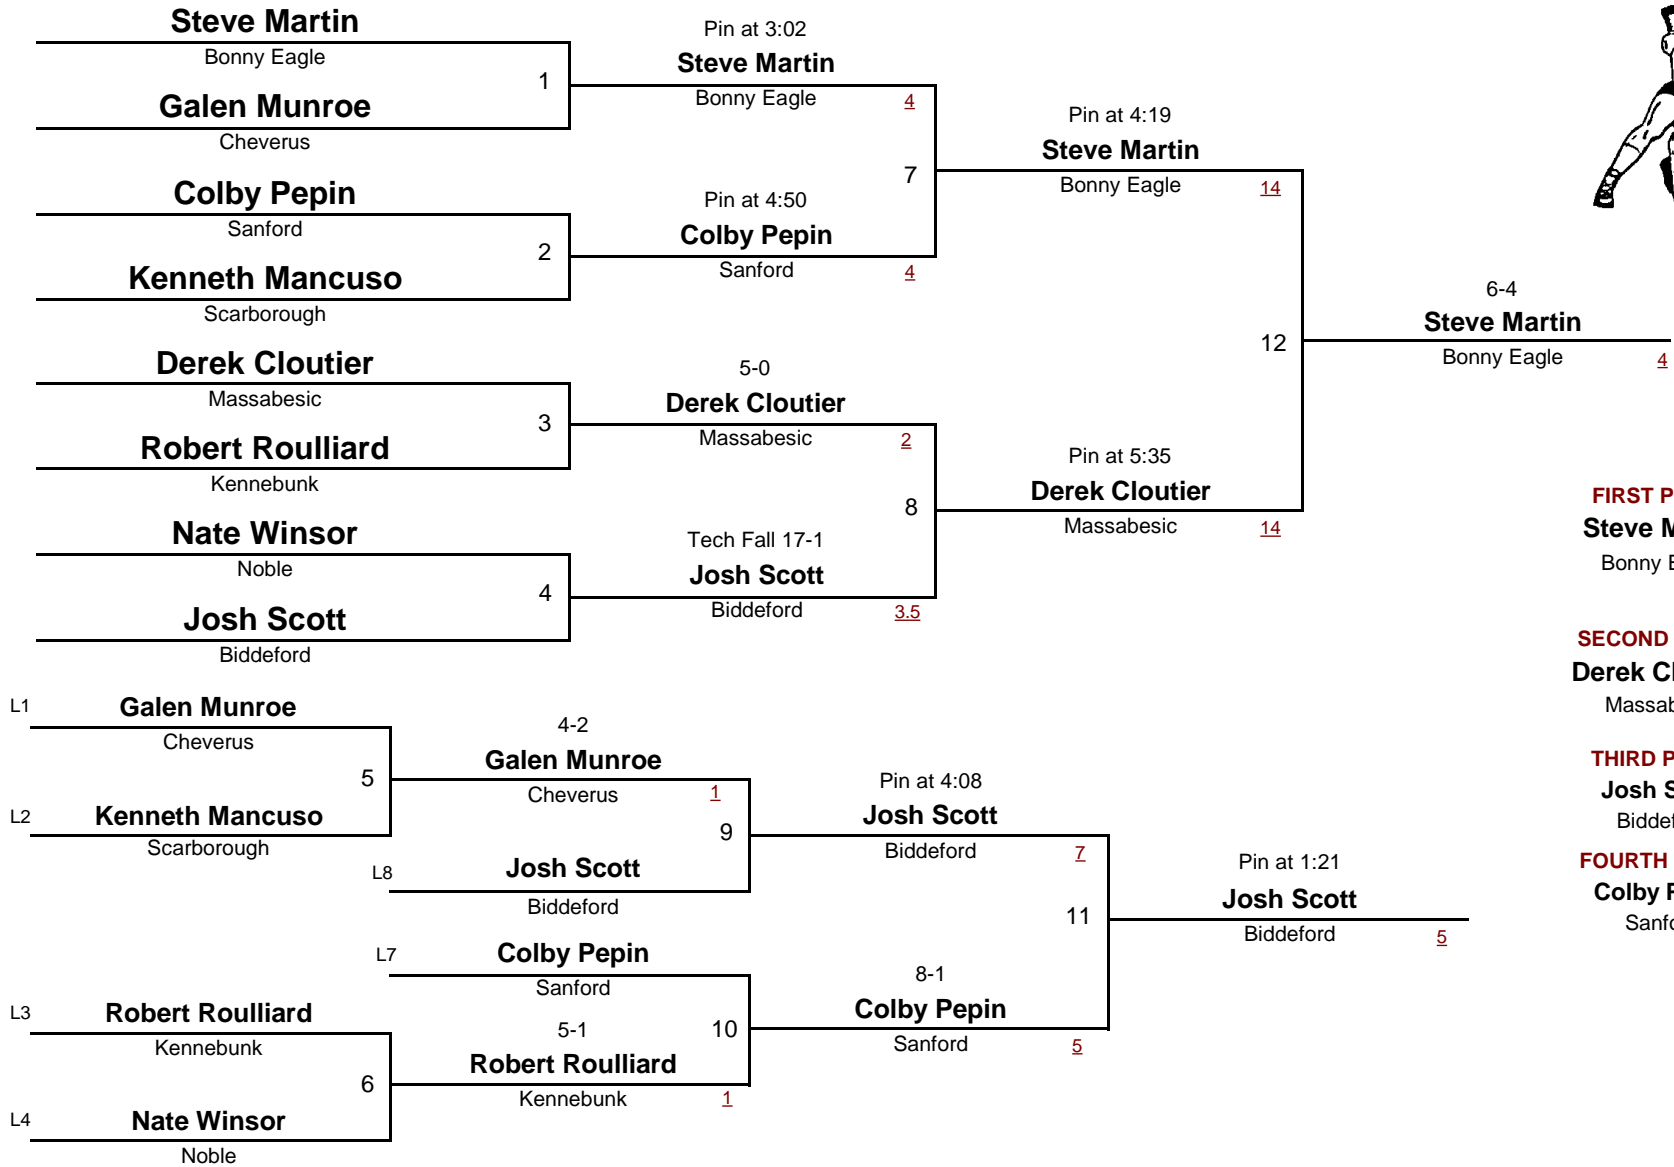 Steve Martin
Bonny Eagle
1
Galen Munroe
Cheverus
Colby Pepin
Sanford
2
Kenneth Mancuso
Scarborough
Derek Cloutier
Massabesic
3
Robert Roulliard
Kennebunk
Nate Winsor
Noble
4
Josh Scott
Biddeford
Pin at 3:02
Steve Martin
Bonny Eagle 4
7
Pin at 4:50
Colby Pepin
Sanford 4
5-0
Derek Cloutier
Massabesic 2
8
Tech Fall 17-1
Josh Scott
Biddeford 3.5
Pin at 4:19
Steve Martin
Bonny Eagle 14
12
Pin at 5:35
Derek Cloutier
Massabesic 14
6-4
Steve Martin
Bonny Eagle 4
L1 Galen Munroe
Cheverus
5
L2 Kenneth Mancuso
Scarborough
L3 Robert Roulliard
Kennebunk
6
L4 Nate Winsor
Noble
4-2
Galen Munroe
Cheverus 1
9
L8 Josh Scott
Biddeford
L7 Colby Pepin
Sanford
10
5-1
Robert Roulliard
Kennebunk 1
Pin at 4:08
Josh Scott
Biddeford 7
11
8-1
Colby Pepin
Sanford 5
Pin at 1:21
Josh Scott
Biddeford 5
FIRST P
Steve M
Bonny E
SECOND
Derek Cl
Massab
THIRD P
Josh S
Biddef
FOURTH
Colby P
Sanfo